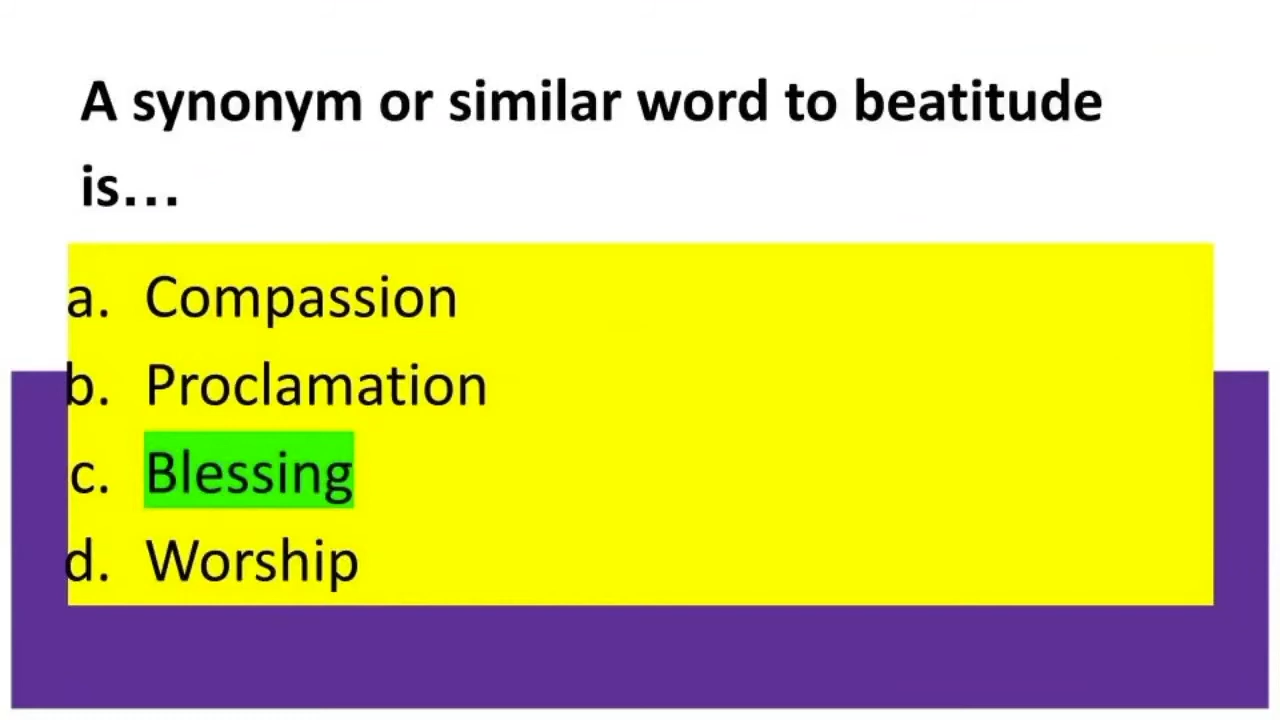 A synonym or similar word to beatitude
is...
a. Compassion
b. Proclamation
c. Blessing
d. Worship